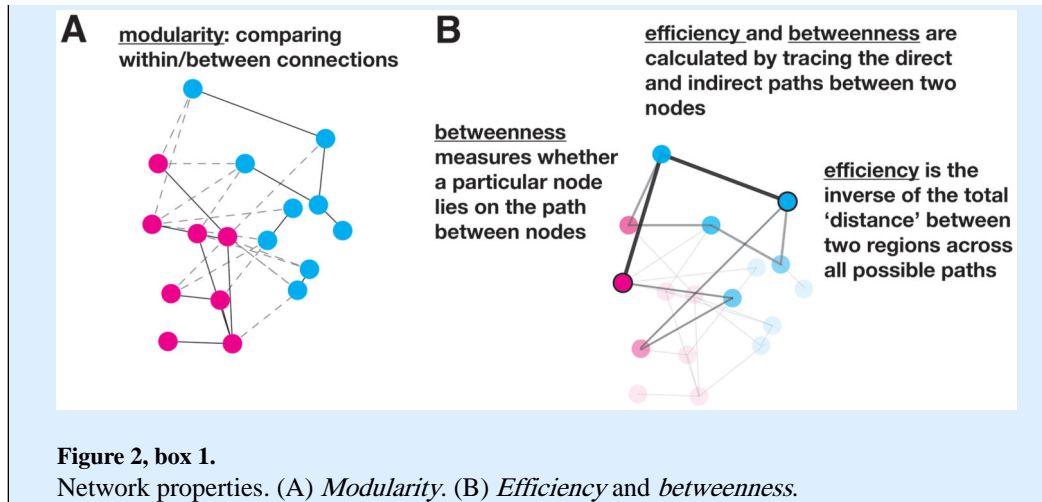 A
modularity: comparing
within/between connections
B
efficiency and betweenness are
calculated by tracing the direct
and indirect paths between two
nodes
betweenness
measures whether
a particular node
lies on the path
between nodes
efficiency is the
inverse of the total
‘distance’ between
two regions across
all possible paths
Figure 2, box 1.
Network properties. (A) Modularity. (B) Efficiency and betweenness.